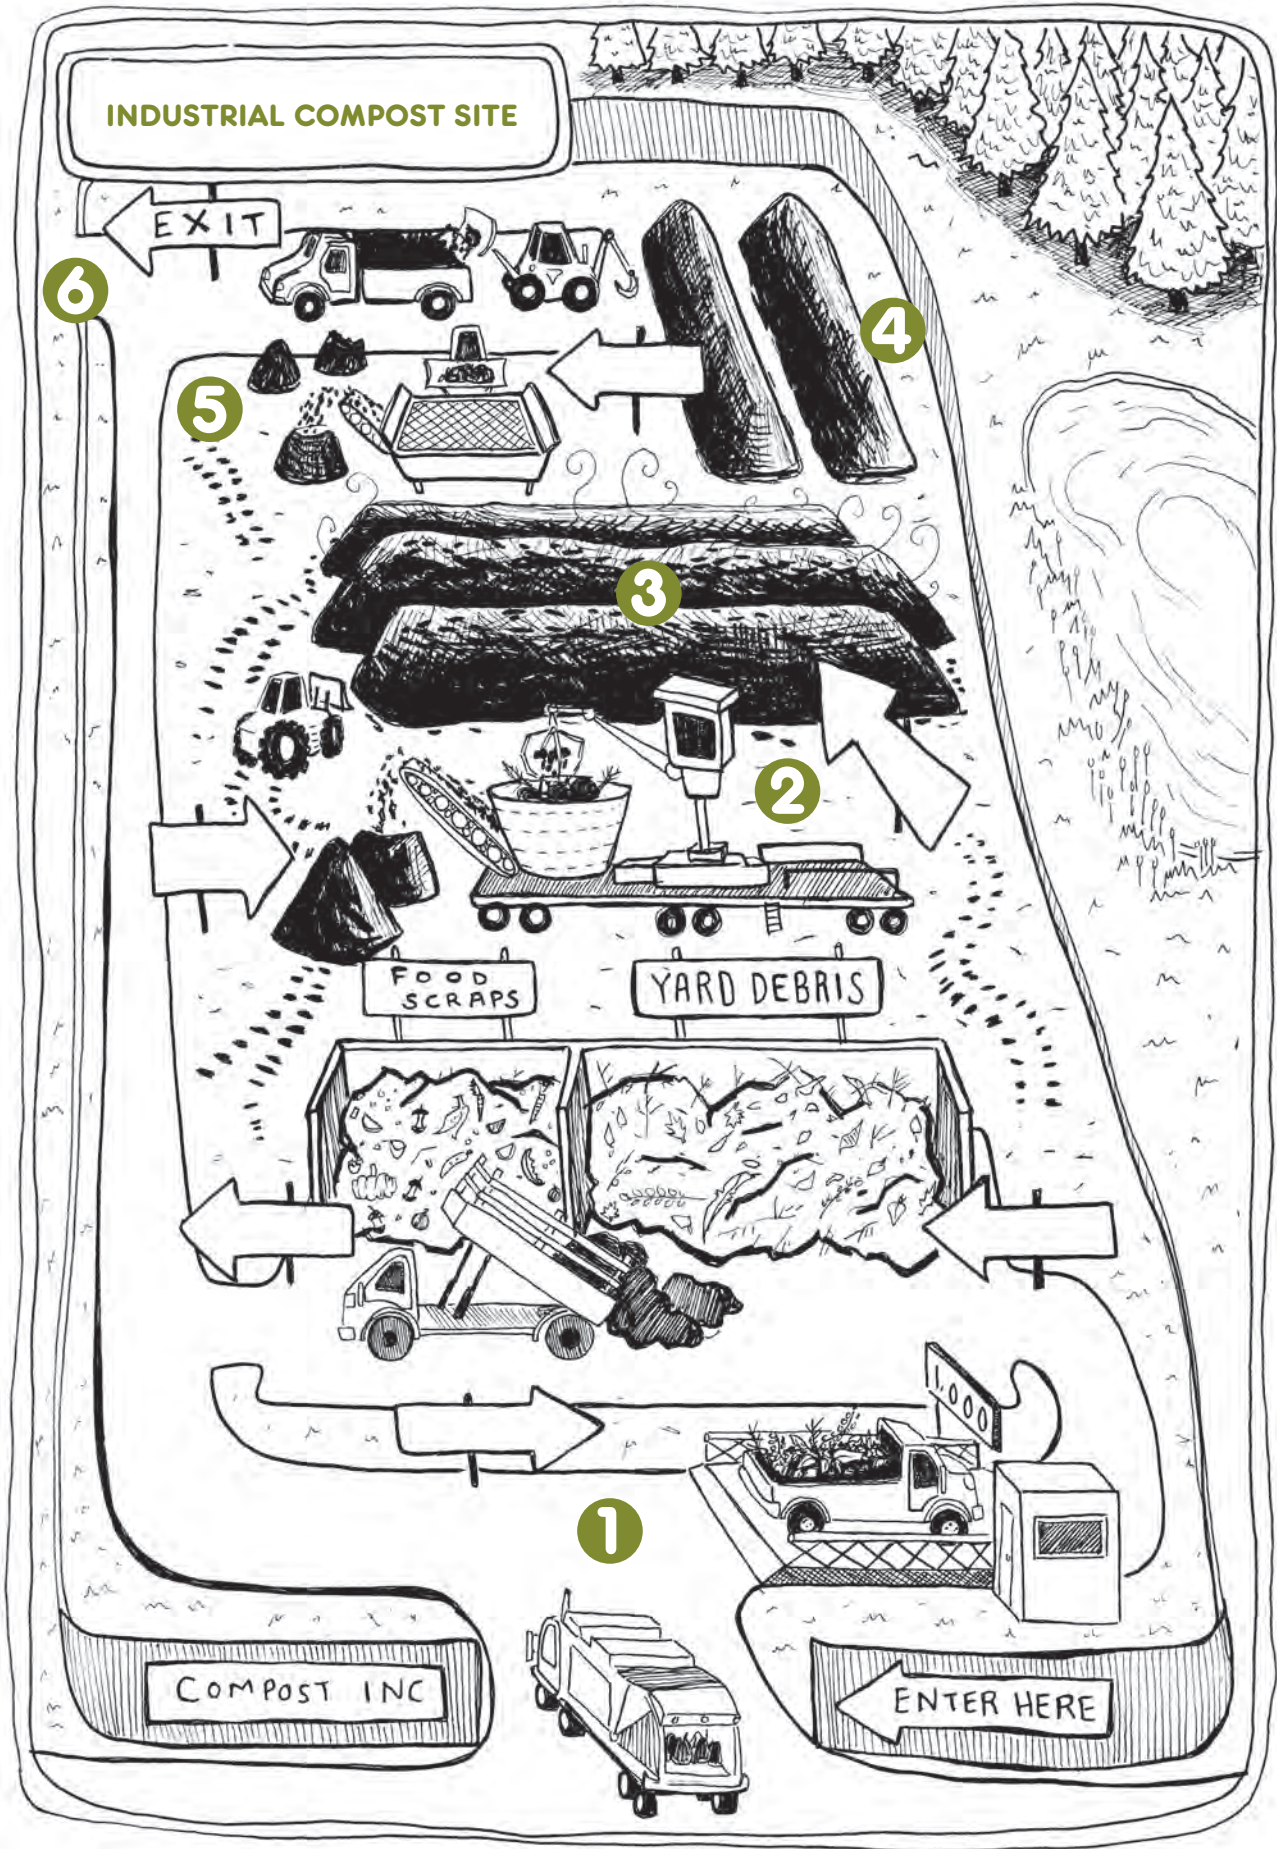 INDUSTRIAL COMPOST SITE
EXIT
6
4
5
3
2
FOOD
SCRAPS
YARD DEBRIS
1,000
1
COMPOST INC
ENTER HERE